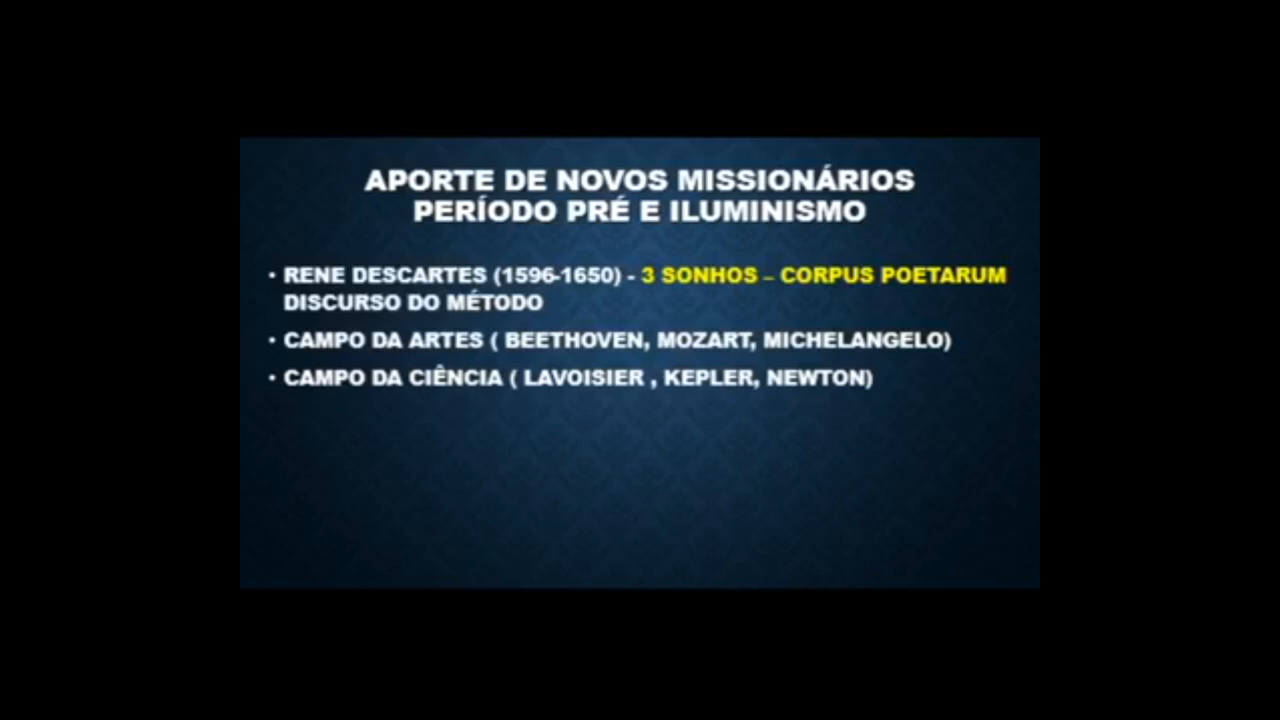 APORTE DE NOVOS MISSIONÁRIOS
PERÍODO PRÉ E ILUMINISMO
• RENE DESCARTES (1596-1650) - 3 SONHOS – CORPUS POETARUM
DISCURSO DO MÉTODO
• CAMPO DA ARTES ( BEETHOVEN, MOZART, MICHELANGELO)
• CAMPO DA CIÊNCIA ( LAVOISIER , KEPLER, NEWTON)